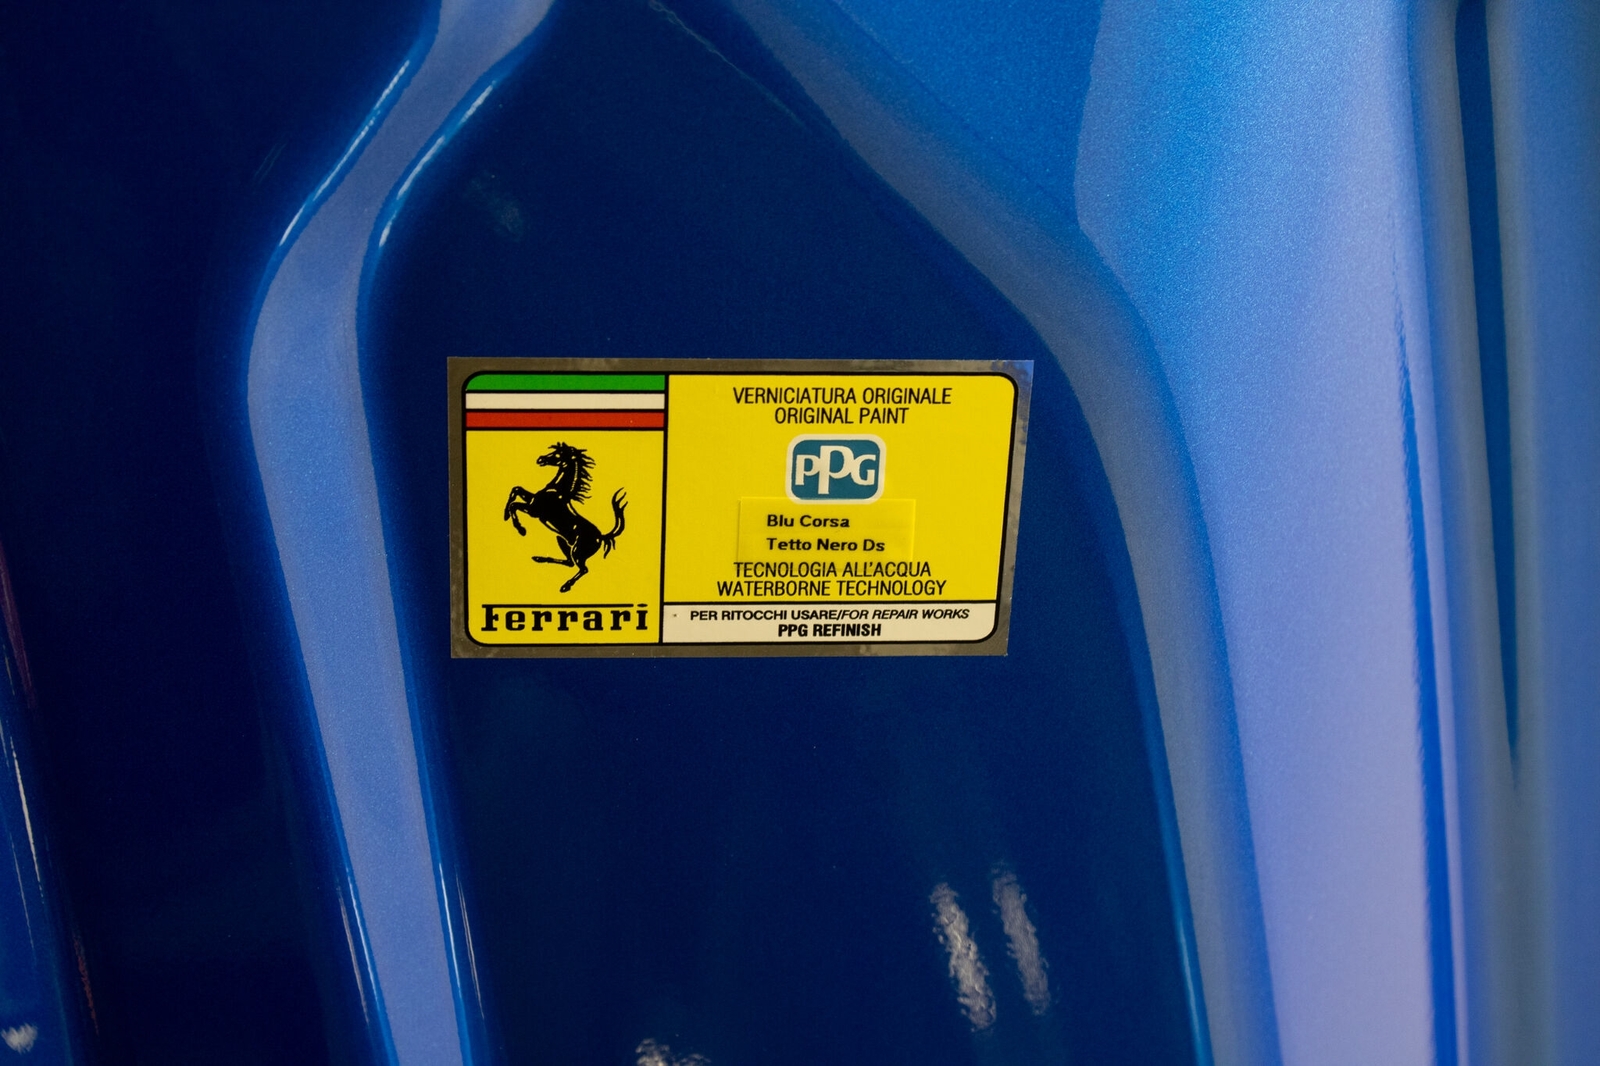 Ferrari
VERNICIATURA ORIGINALE
ORIGINAL PAINT
PPG
Blu Corsa
Tetto Nero Ds
TECNOLOGIA ALL'ACQUA
WATERBORNE TECHNOLOGY
PER RITOCCHI USARE/FOR REPAIR WORKS
PPG REFINISH